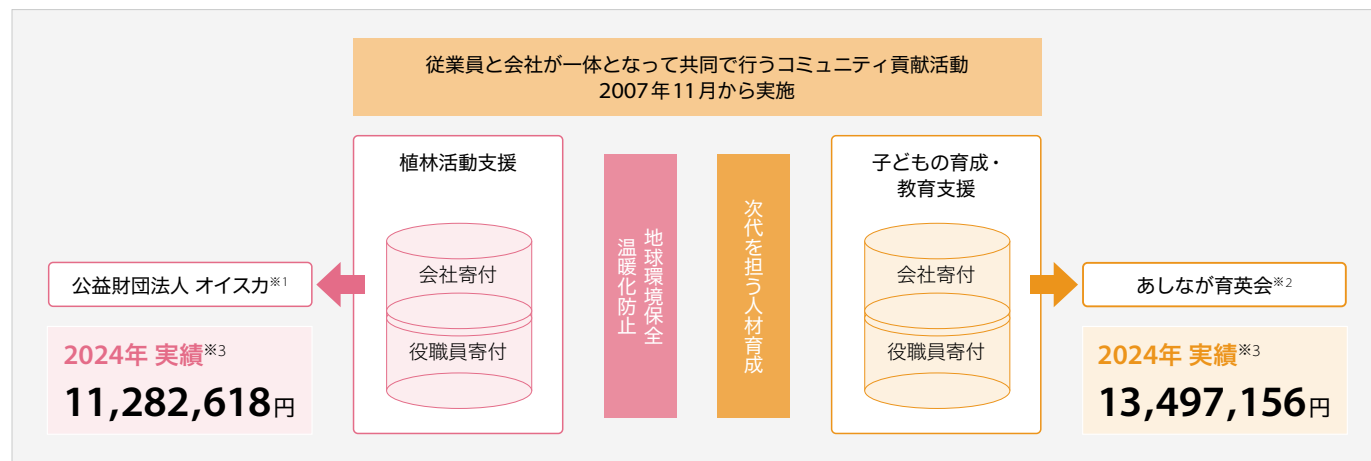 従業員と会社が一体となって共同で行うコミュニティ貢献活動
2007年11月から実施
植林活動支援
会社寄付
役職員寄付
公益財団法人 オイスカ※1
2024年 実績※3
11,282,618円
地球環境保全
温暖化防止
次代を担う人材育成
子どもの育成・
教育支援
会社寄付
役職員寄付
あしなが育英会※2
2024年 実績※3
13,497,156円